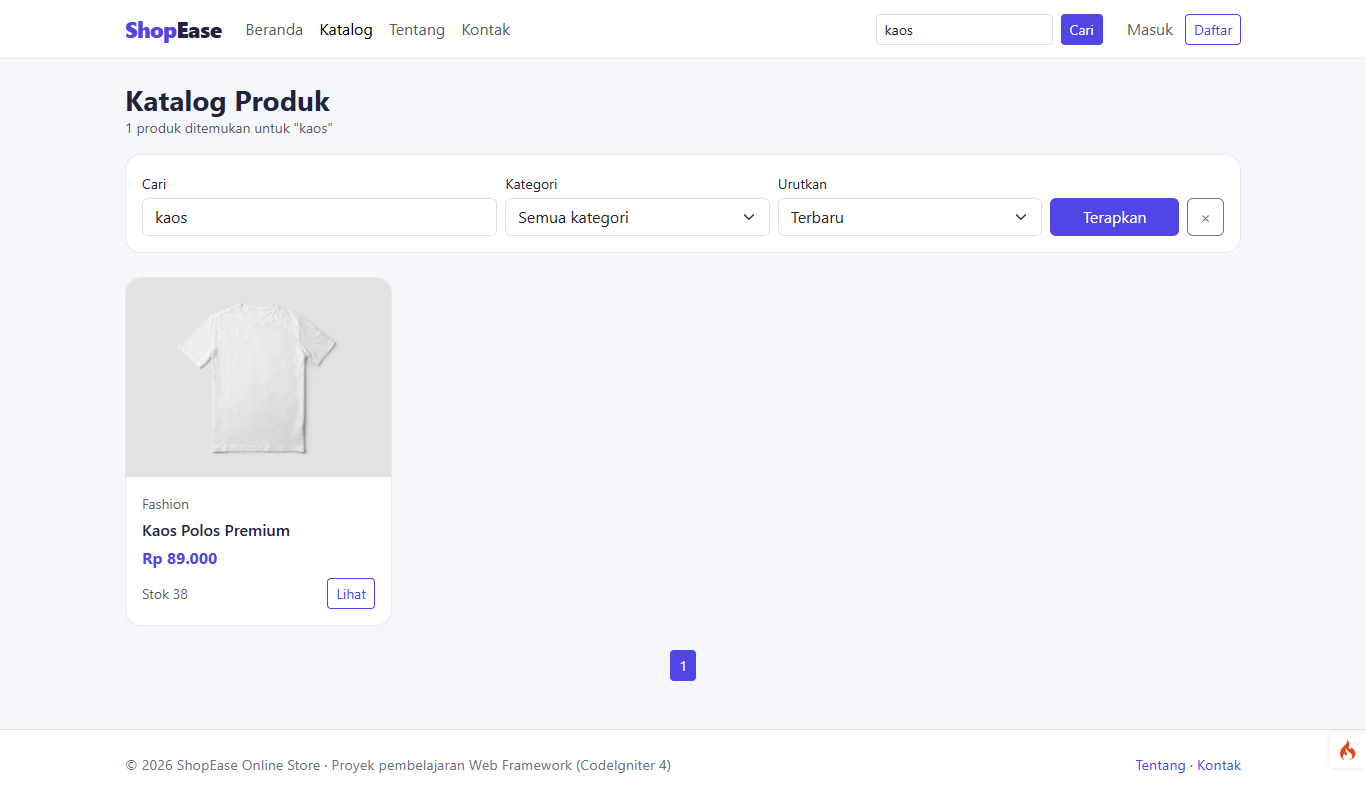 ShopEase Beranda Katalog Tentang Kontak kaos Cari Masuk Daftar
Katalog Produk
1 produk ditemukan untuk "kaos"
Cari Kategori Urutkan
kaos Semua kategori Terbaru Terapkan ×
Fashion
Kaos Polos Premium
Rp 89.000
Stok 38 Lihat
1
© 2026 ShopEase Online Store · Proyek pembelajaran Web Framework (CodeIgniter 4) Tentang · Kontak